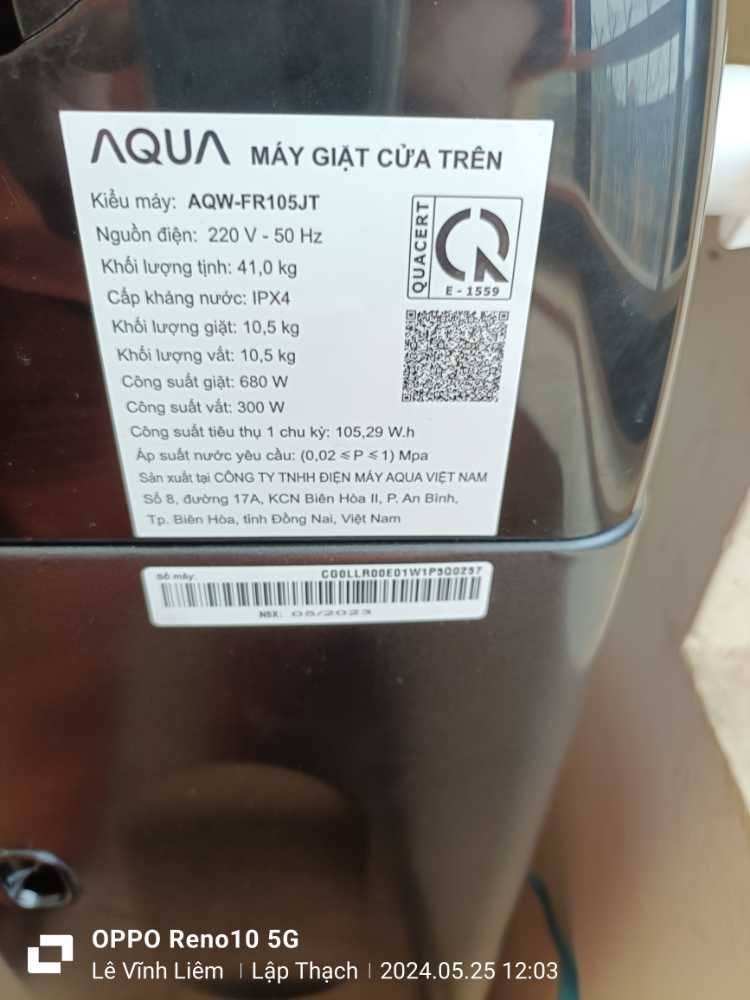 AQUA MÁY GIẶT CỬA TRÊN
Kiểu máy: AQW-FR105JT
Nguồn điện: 220 V - 50 Hz
Khối lượng tịnh: 41,0 kg
Cấp kháng nước: IPX4
Khối lượng giặt: 10,5 kg
Khối lượng vắt: 10,5 kg
Công suất giặt: 680 W
Công suất vắt: 300 W
Công suất tiêu thụ 1 chu kỳ: 105,29 W.h
Áp suất nước yêu cầu: (0,02 ≤ P ≤ 1) Mpa
Sản xuất tại CÔNG TY TNHH ĐIỆN MÁY AQUA VIỆT NAM
Số 8, đường 17A, KCN Biên Hòa II, P. An Bình,
Tp. Biên Hòa, tỉnh Đồng Nai, Việt Nam
QUACERT
E - 1559
Số máy:
NSX: 05/2023
OPPO Reno10 5G
Lê Vĩnh Liêm | Lập Thạch | 2024.05.25 12:03